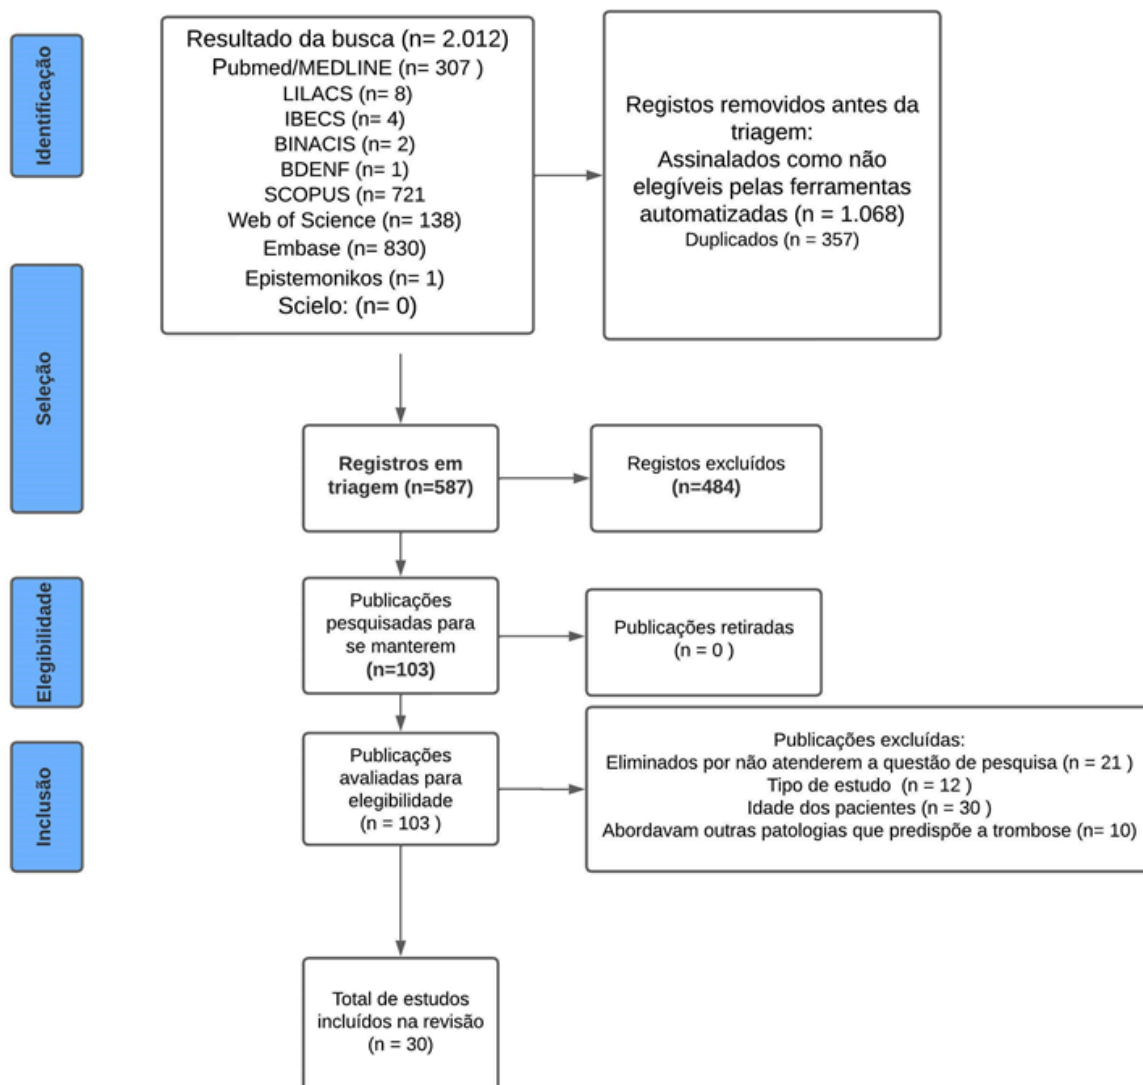 Identificação
Resultado da busca (n= 2.012)
Pubmed/MEDLINE (n= 307 )
LILACS (n= 8)
IBECS (n= 4)
BINACIS (n= 2)
BDENF (n= 1)
SCOPUS (n= 721
Web of Science (n= 138)
Embase (n= 830)
Epistemonikos (n= 1)
Scielo: (n= 0)
Registos removidos antes da
triagem:
Assinalados como não
elegíveis pelas ferramentas
automatizadas (n = 1.068)
Duplicados (n = 357)
Seleção
Registros em
triagem (n=587)
Registos excluídos
(n=484)
Elegibilidade
Publicações
pesquisadas para
se manterem
(n=103)
Publicações retiradas
(n = 0 )
Inclusão
Publicações
avaliadas para
elegibilidade
(n = 103 )
Publicações excluídas:
Eliminados por não atenderem a questão de pesquisa (n = 21 )
Tipo de estudo  (n = 12 )
Idade dos pacientes (n = 30 )
Abordavam outras patologias que predispõe a trombose (n= 10)
Total de estudos
incluídos na revisão
(n = 30)